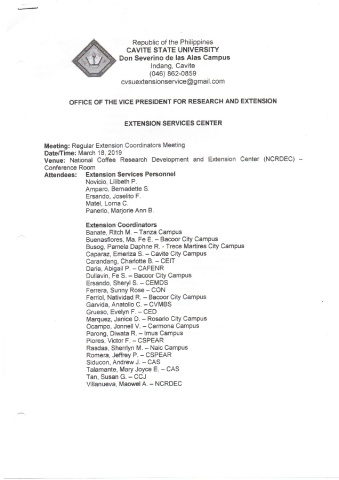 Republic of the Philippines
CAVITE STATE UNIVERSITY
Don Severino de las Alas Campus
Indang, Cavite
(046) 862-0859
cvsuextensionservice@gmail.com
OFFICE OF THE VICE PRESIDENT FOR RESEARCH AND EXTENSION
EXTENSION SERVICES CENTER
Meeting: Regular Extension Coordinators Meeting
Date/Time: March 18, 2019
Venue: National Coffee Research Development and Extension Center (NCRDEC) –
Conference Room
Attendees: Extension Services Personnel
Novicio, Lilibeth P.
Amparo, Bernadette S.
Ersando, Joselito F.
Matel, Lorna C.
Panerio, Marjorie Ann B.
Extension Coordinators
Banate, Ritch M. – Tanza Campus
Buenasflores, Ma. Fe E. – Bacoor City Campus
Busog, Pamela Daphne R. - Trece Martires City Campus
Caparaz, Emeriza S. – Cavite City Campus
Carandang, Charlotte B. – CEIT
Daria, Abigail P. – CAFENR
Dullavin, Fe S. – Bacoor City Campus
Ersando, Sheryl S. – CEMDS
Ferrera, Sunny Rose – CON
Ferriol, Natividad R. – Bacoor City Campus
Garvida, Anatolio C. – CVMBS
Grueso, Evelyn F. – CED
Marquez, Janice D. – Rosario City Campus
Ocampo, Jonnel V. – Carmona Campus
Parong, Diwata R. – Imus Campus
Piores, Victor F. – CSPEAR
Rasdas, Sherrlyn M. – Naic Campus
Romera, Jeffrey P. – CSPEAR
Siducon, Andrew J. – CAS
Talamante, Mary Joyce E. – CAS
Tan, Susan G. – CCJ
Villanueva, Maowel A. – NCRDEC